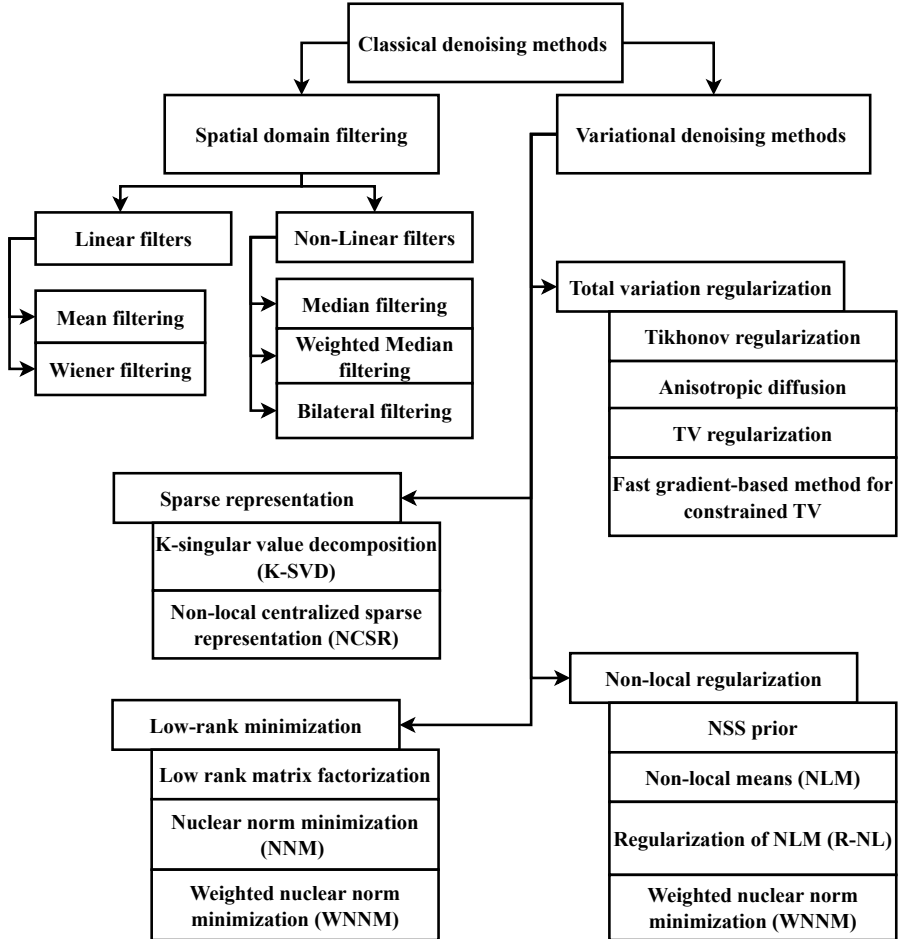 Classical denoising methods
Spatial domain filtering
Variational denoising methods
Linear filters
Non-Linear filters
Mean filtering
Wiener filtering
Median filtering
Weighted Median
filtering
Bilateral filtering
Total variation regularization
Tikhonov regularization
Anisotropic diffusion
TV regularization
Fast gradient-based method for
constrained TV
Sparse representation
K-singular value decomposition
(K-SVD)
Non-local centralized sparse
representation (NCSR)
Non-local regularization
NSS prior
Non-local means (NLM)
Regularization of NLM (R-NL)
Weighted nuclear norm
minimization (WNNM)
Low-rank minimization
Low rank matrix factorization
Nuclear norm minimization
(NNM)
Weighted nuclear norm
minimization (WNNM)